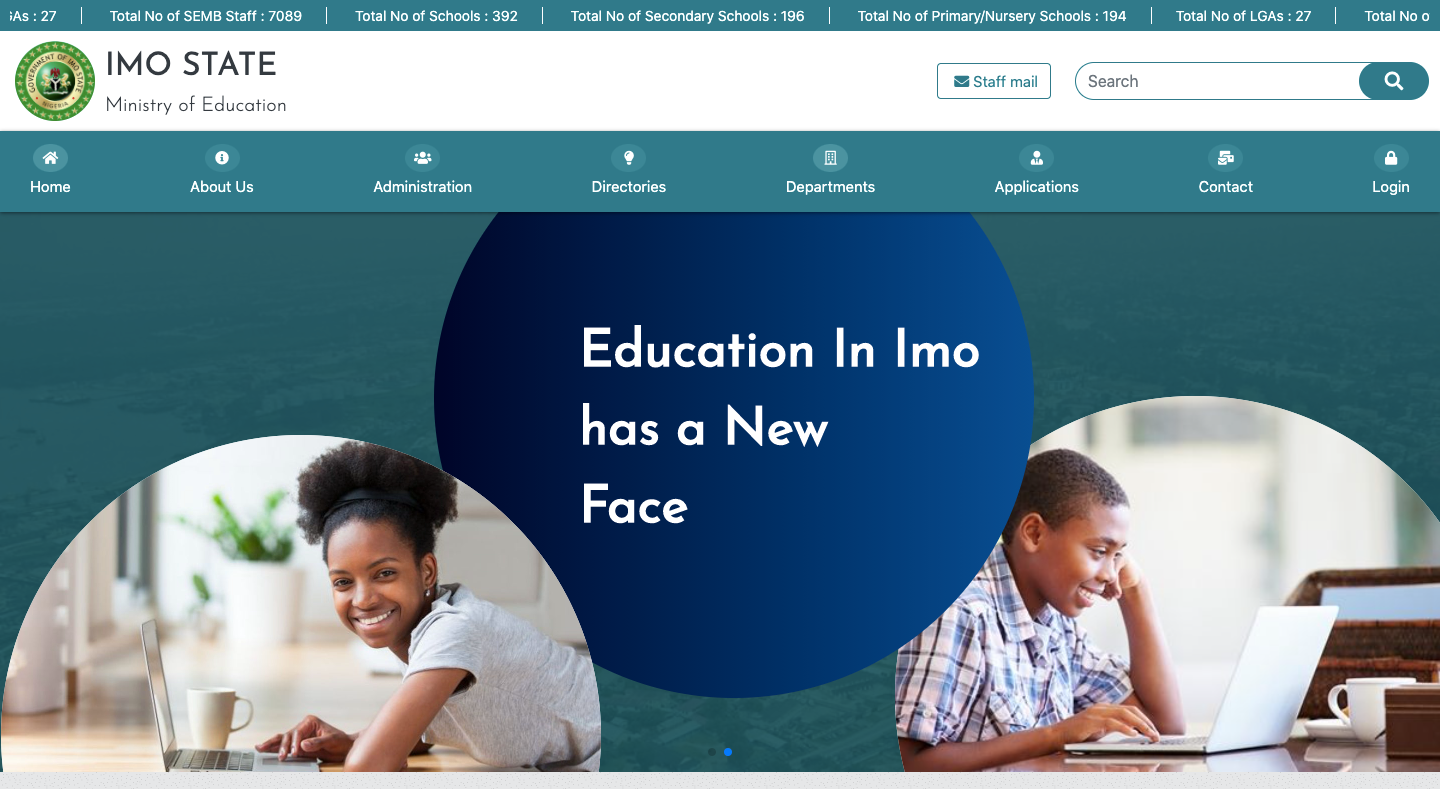 GAs : 27 Total No of SEMB Staff : 7089 Total No of Schools : 392 Total No of Secondary Schools : 196 Total No of Primary/Nursery Schools : 194 Total No of LGAs : 27 Total No o
GOVERNMENT OF IMO STATE
NIGERIA
IMO STATE
Ministry of Education
Staff mail
Search
Home About Us Administration Directories Departments Applications Contact Login
Education In Imo
has a New
Face